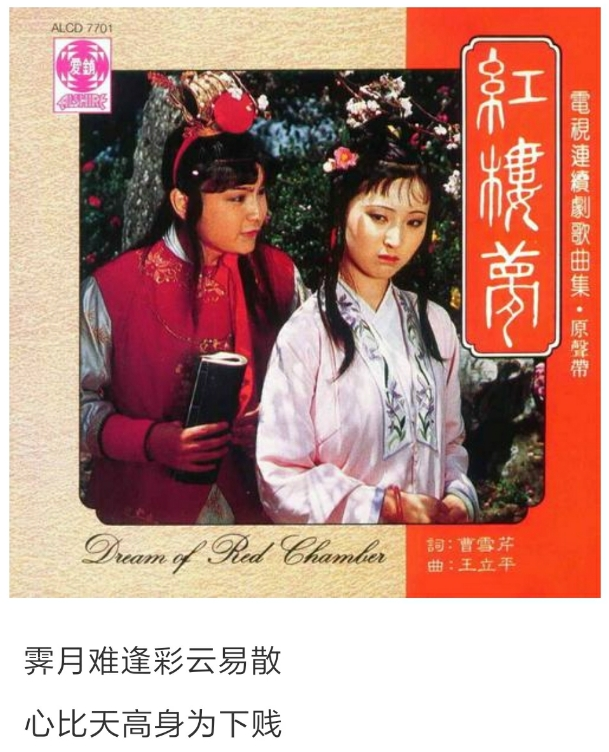 ALCD 7701
愛韻
AISHIRE
紅樓夢
電視連續劇歌曲集·原聲帶
Dream of Red Chamber
詞:曹雪芹
曲:王立平
霁月难逢彩云易散
心比天高身为下贱